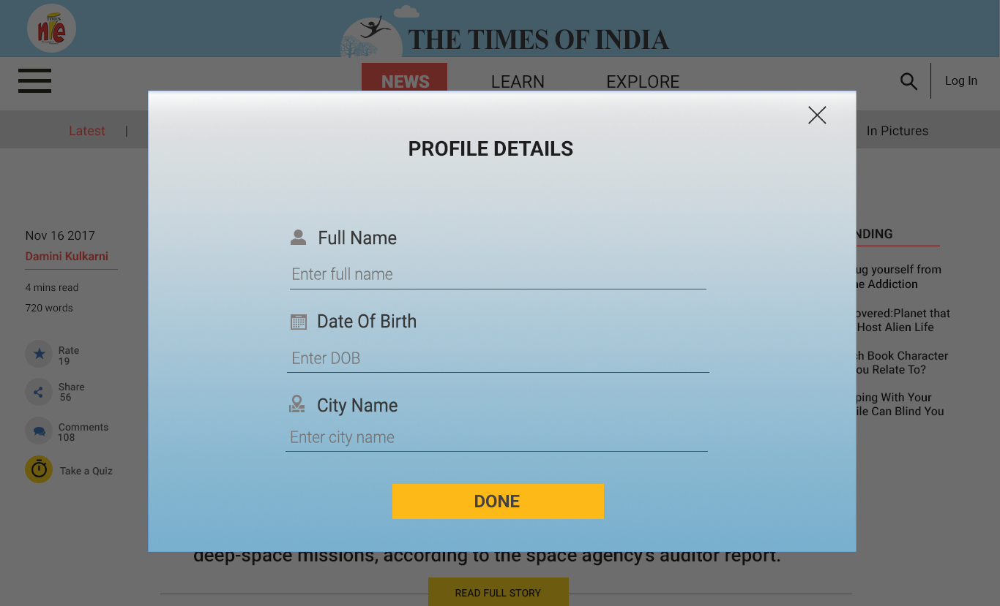 TIMES
nie
THE TIMES OF INDIA
NEWS
LEARN
EXPLORE
Log In
Latest |
In Pictures
PROFILE DETAILS
Full Name
Enter full name
Date Of Birth
Enter DOB
City Name
Enter city name
DONE
Nov 16 2017
Damini Kulkarni
4 mins read
720 words
Rate
19
Share
56
Comments
108
Take a Quiz
NDING
ug yourself from
e Addiction
overed:Planet that
Host Alien Life
ch Book Character
ou Relate To?
ping With Your
ile Can Blind You
deep-space missions, according to the space agency's auditor report.
READ FULL STORY